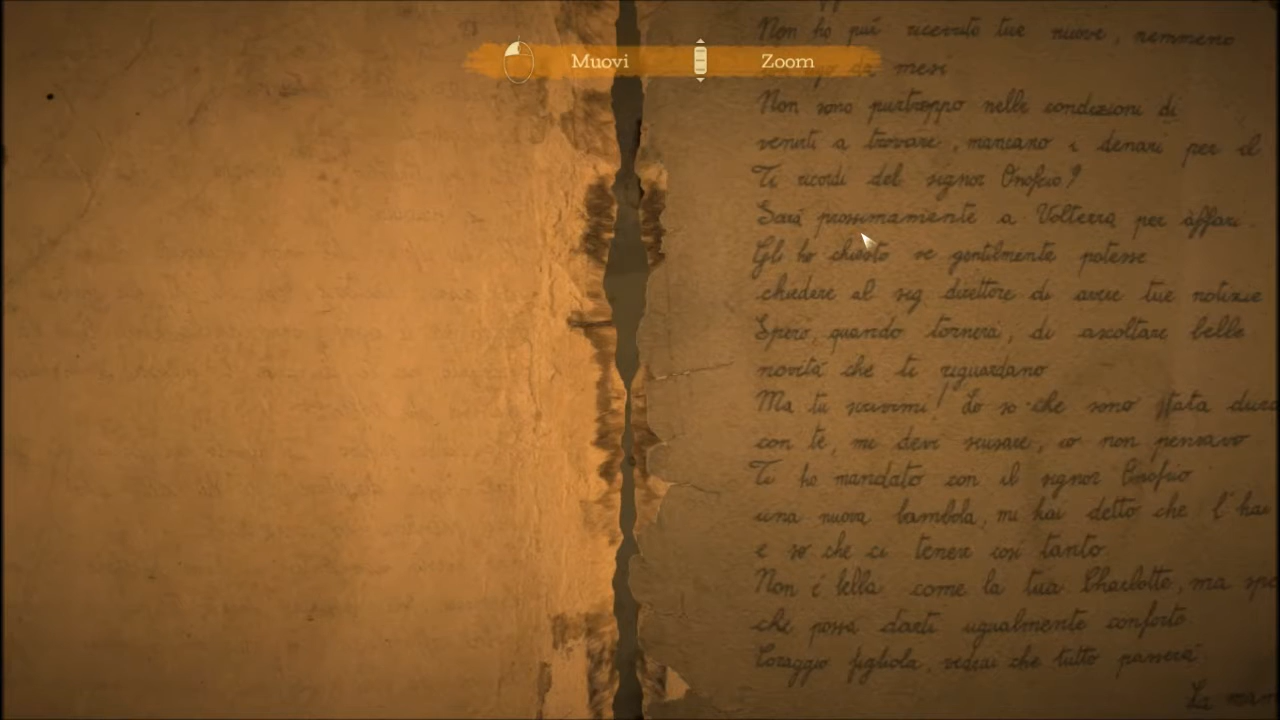 Muovi Zoom
Non ho più ricevuto tue nuove, nemmeno
da mesi
Non sono purtroppo nelle condizioni di
venirti a trovare, mancano i denari per il
Ti ricordi del signor Onofrio?
Sarà prossimamente a Volterra per affari.
Gli ho chiesto se gentilmente potesse
chiedere al sig direttore di avere tue notizie
Spero, quando tornerà, di ascoltare belle
novità che ti riguardano
Ma tu scrivimi! Lo so che sono stata dura
con te, mi devi scusare, io non pensavo
Ti ho mandato con il signor Onofrio
una nuova bambola, mi hai detto che l'hai
e so che ci tenevi così tanto
Non é bella come la tua Charlotte, ma spe
che possa darti ugualmente conforto
Coraggio figliola, vedrai che tutto passerà
La mam